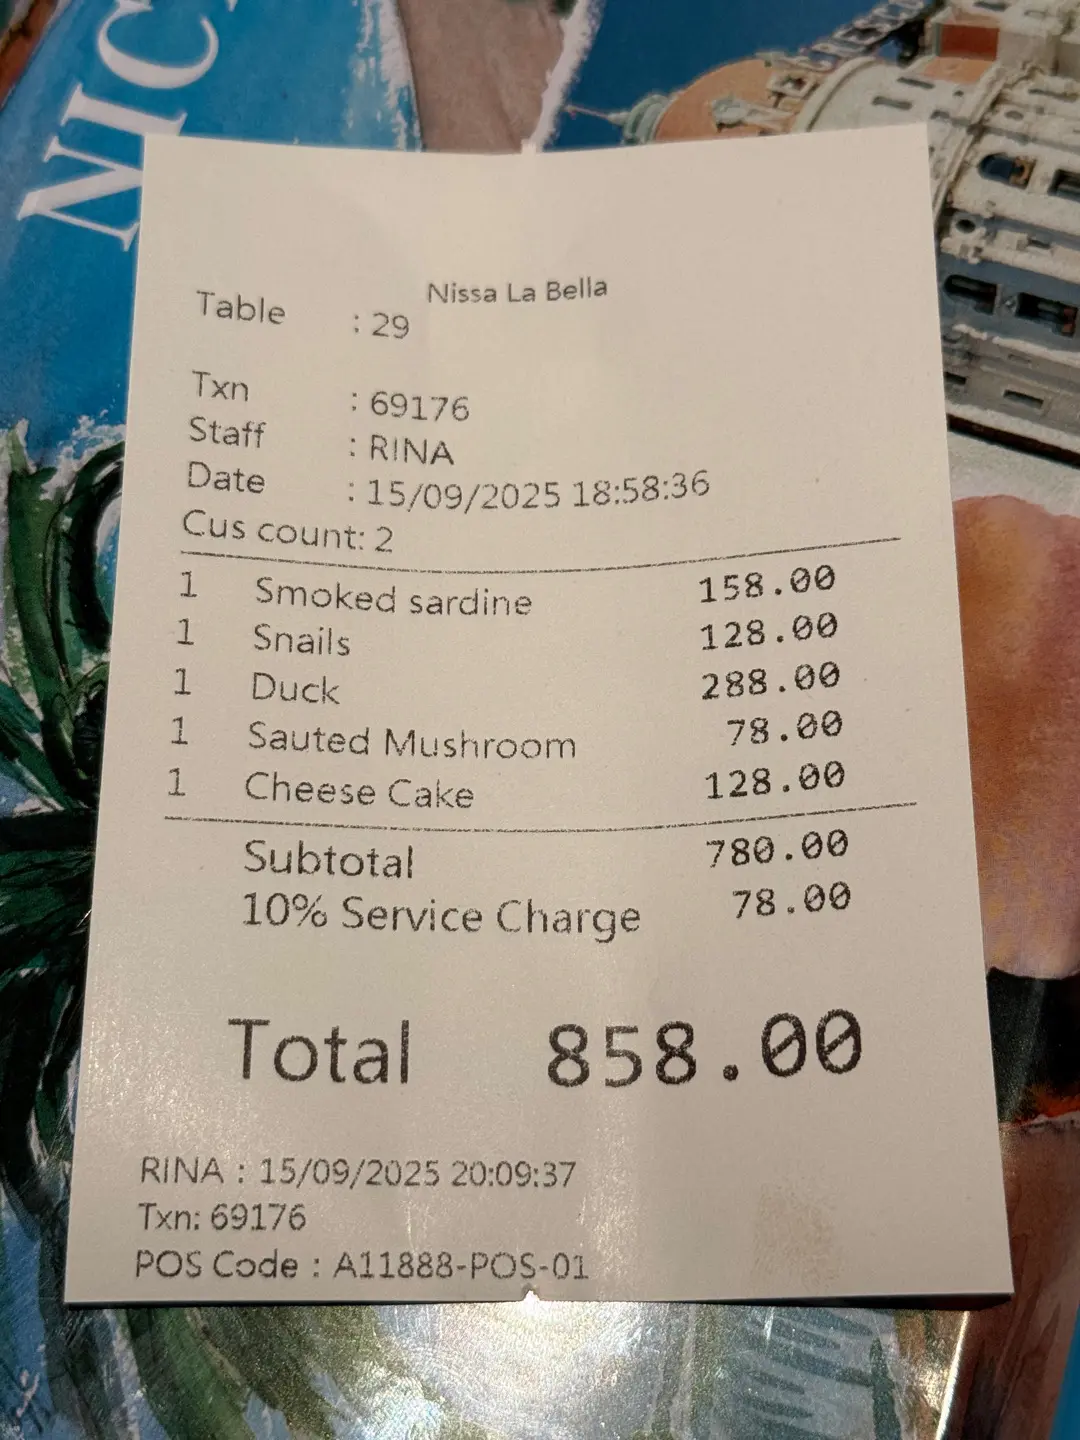 NIC
Nissa La Bella
Table : 29
Txn : 69176
Staff : RINA
Date : 15/09/2025 18:58:36
Cus count: 2
1 Smoked sardine 158.00
1 Snails 128.00
1 Duck 288.00
1 Sauted Mushroom 78.00
1 Cheese Cake 128.00
Subtotal 780.00
10% Service Charge 78.00
Total 858.00
RINA : 15/09/2025 20:09:37
Txn: 69176
POS Code : A11888-POS-01